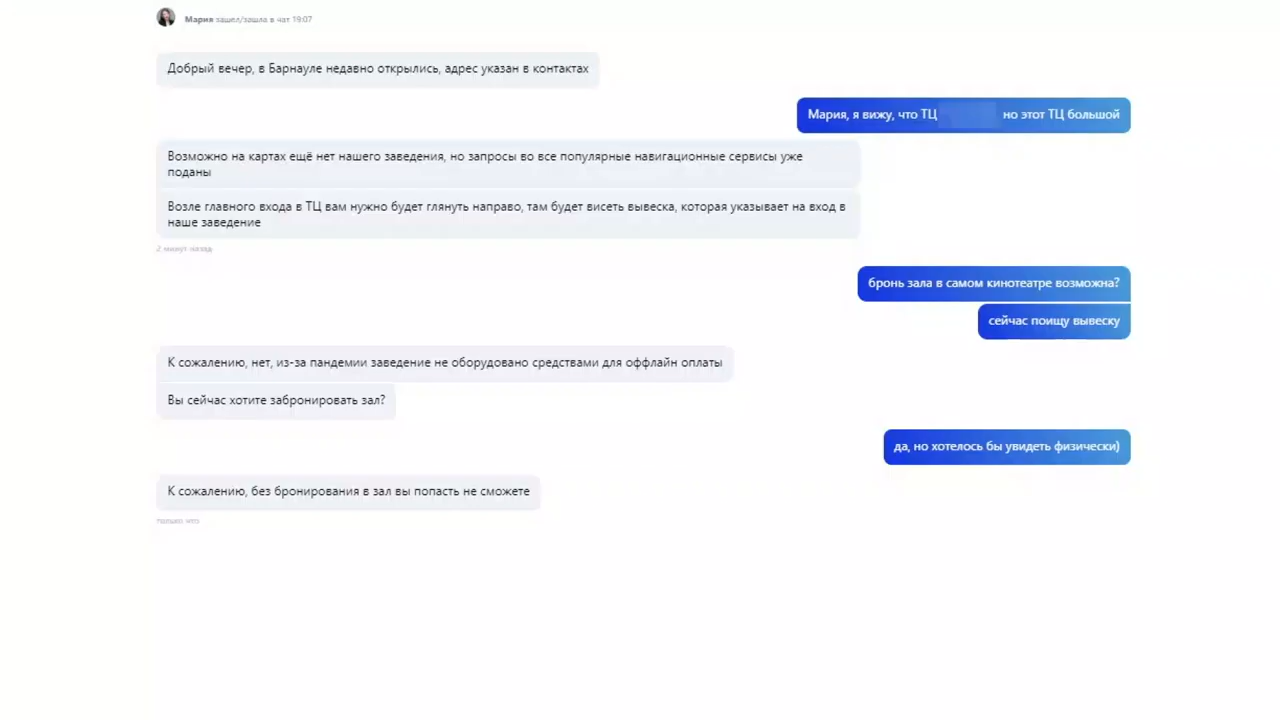 Мария зашел/зашла в чат 19:07
Добрый вечер, в Барнауле недавно открылись, адрес указан в контактах
Мария, я вижу, что ТЦ но этот ТЦ большой
Возможно на картах ещё нет нашего заведения, но запросы во все популярные навигационные сервисы уже
поданы
Возле главного входа в ТЦ вам нужно будет глянуть направо, там будет висеть вывеска, которая указывает на вход в
наше заведение
2 минут назад
бронь зала в самом кинотеатре возможна?
сейчас поищу вывеску
К сожалению, нет, из-за пандемии заведение не оборудовано средствами для оффлайн оплаты
Вы сейчас хотите забронировать зал?
да, но хотелось бы увидеть физически)
К сожалению, без бронирования в зал вы попасть не сможете
только что